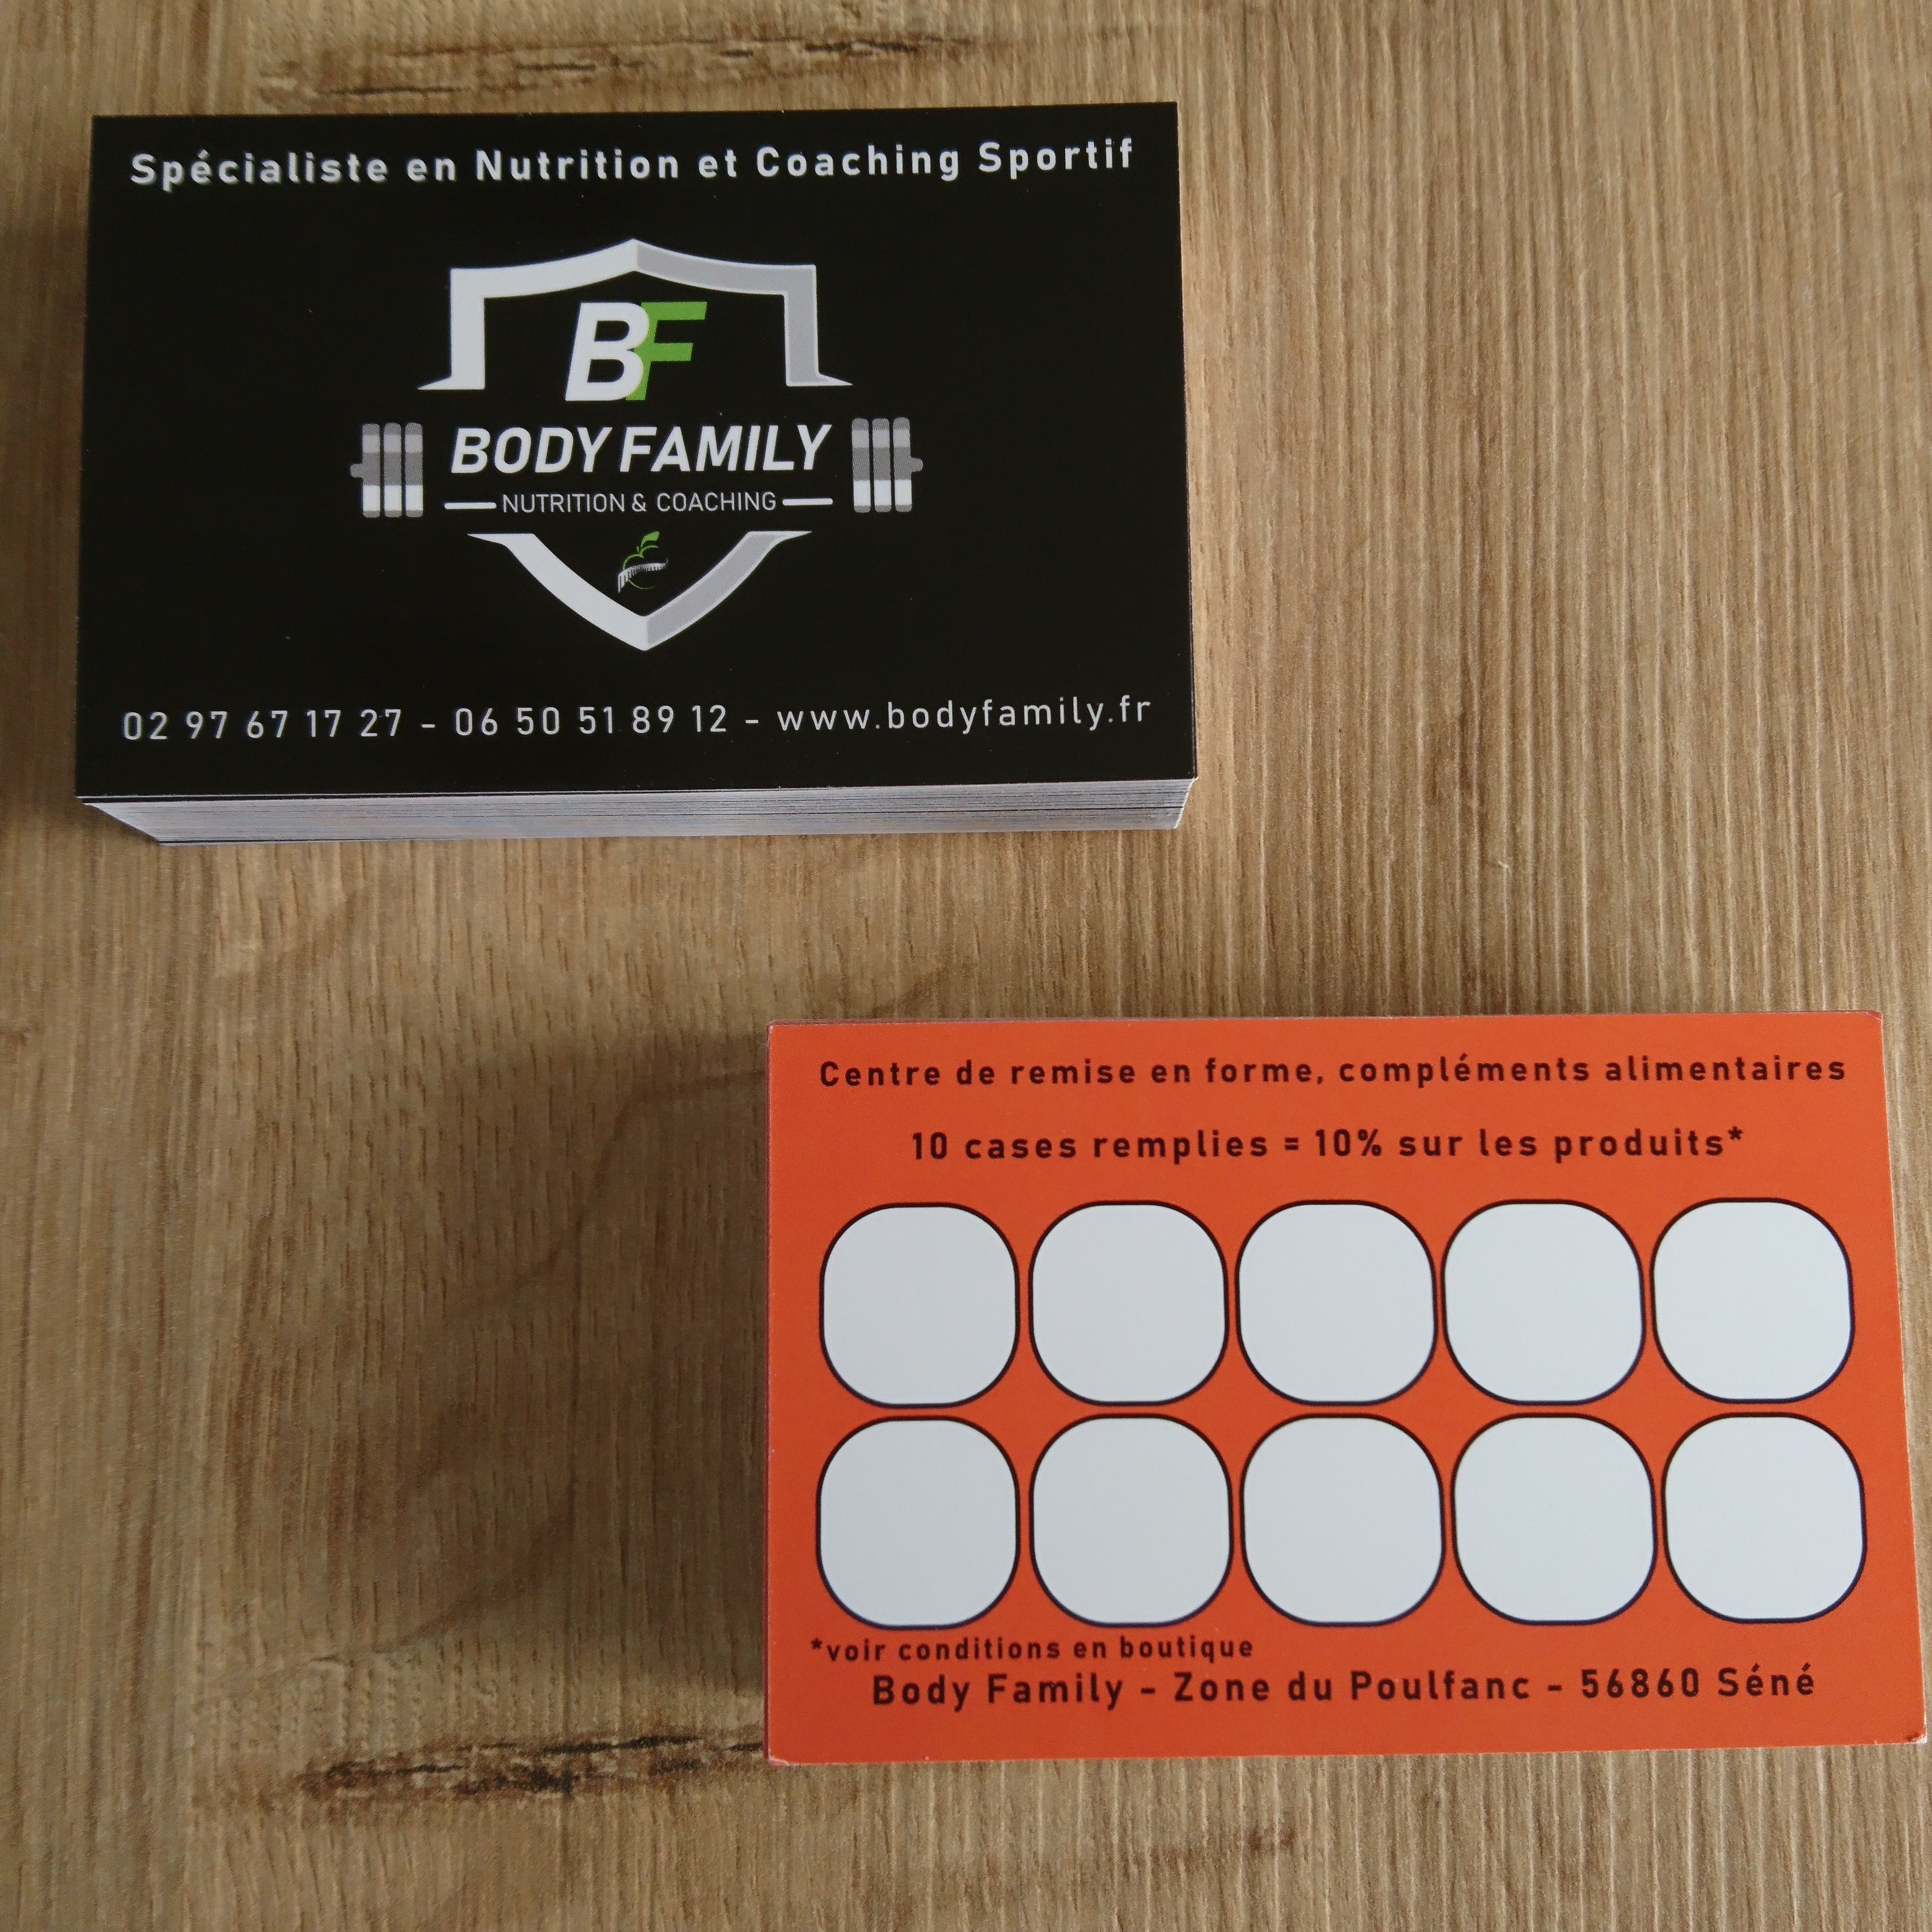 Spécialiste en Nutrition et Coaching Sportif
BF
BODY FAMILY
NUTRITION & COACHING
02 97 67 17 27 - 06 50 51 89 12 - www.bodyfamily.fr
Centre de remise en forme, compléments alimentaires
10 cases remplies = 10% sur les produits*
*voir conditions en boutique
Body Family - Zone du Poulfanc - 56860 Séné